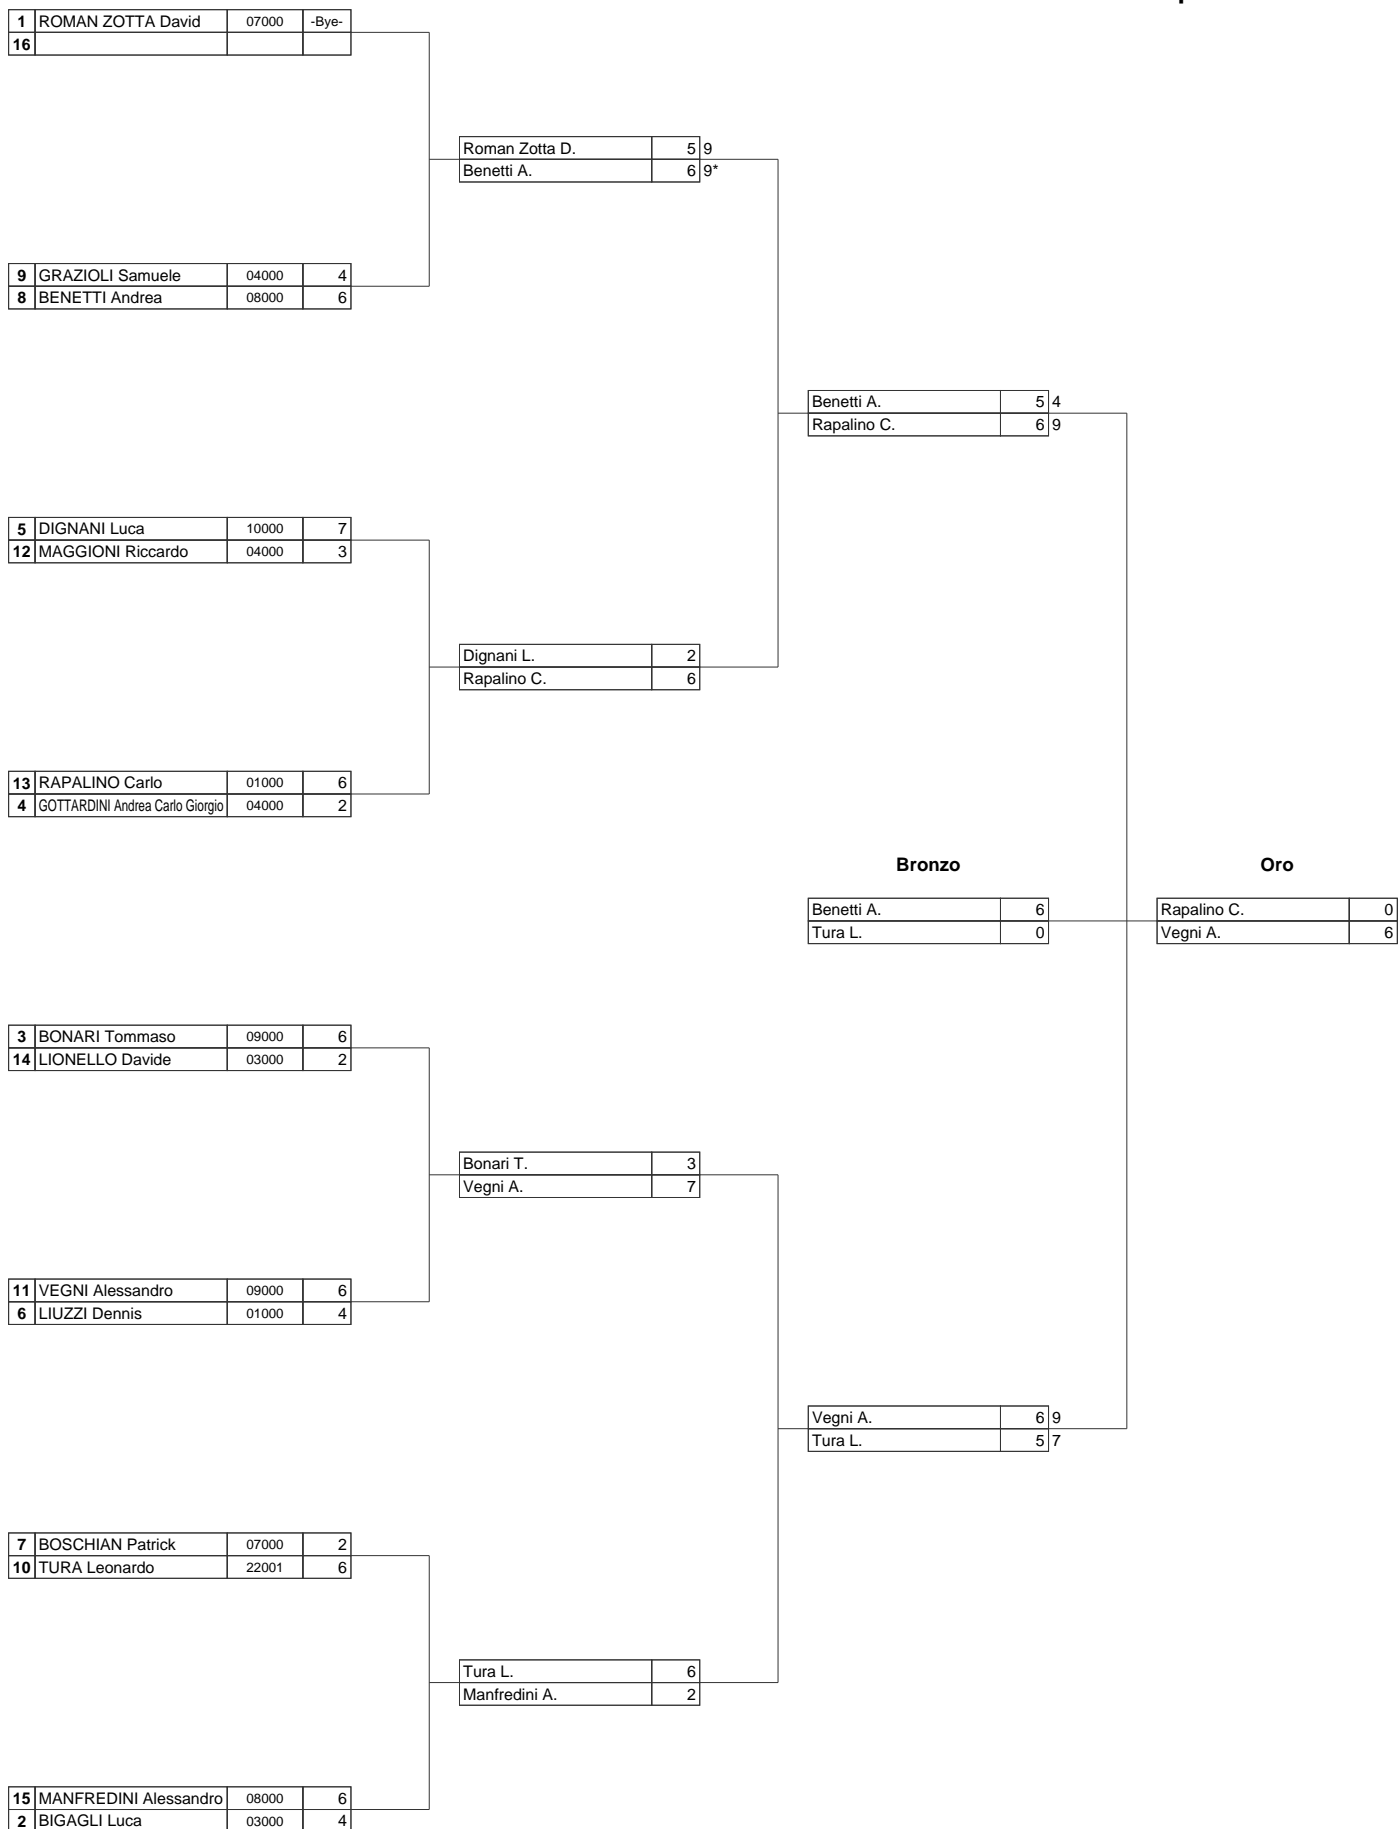 1 ROMAN ZOTTA David 07000 -Bye-
16
Roman Zotta D. 5 9
Benetti A. 6 9*
9 GRAZIOLI Samuele 04000 4
8 BENETTI Andrea 08000 6
Benetti A. 5 4
Rapalino C. 6 9
5 DIGNANI Luca 10000 7
12 MAGGIONI Riccardo 04000 3
Dignani L. 2
Rapalino C. 6
13 RAPALINO Carlo 01000 6
4 GOTTARDINI Andrea Carlo Giorgio 04000 2
Bronzo Oro
Benetti A. 6 Rapalino C. 0
Tura L. 0 Vegni A. 6
3 BONARI Tommaso 09000 6
14 LIONELLO Davide 03000 2
Bonari T. 3
Vegni A. 7
11 VEGNI Alessandro 09000 6
6 LIUZZI Dennis 01000 4
Vegni A. 6 9
Tura L. 5 7
7 BOSCHIAN Patrick 07000 2
10 TURA Leonardo 22001 6
Tura L. 6
Manfredini A. 2
15 MANFREDINI Alessandro 08000 6
2 BIGAGLI Luca 03000 4